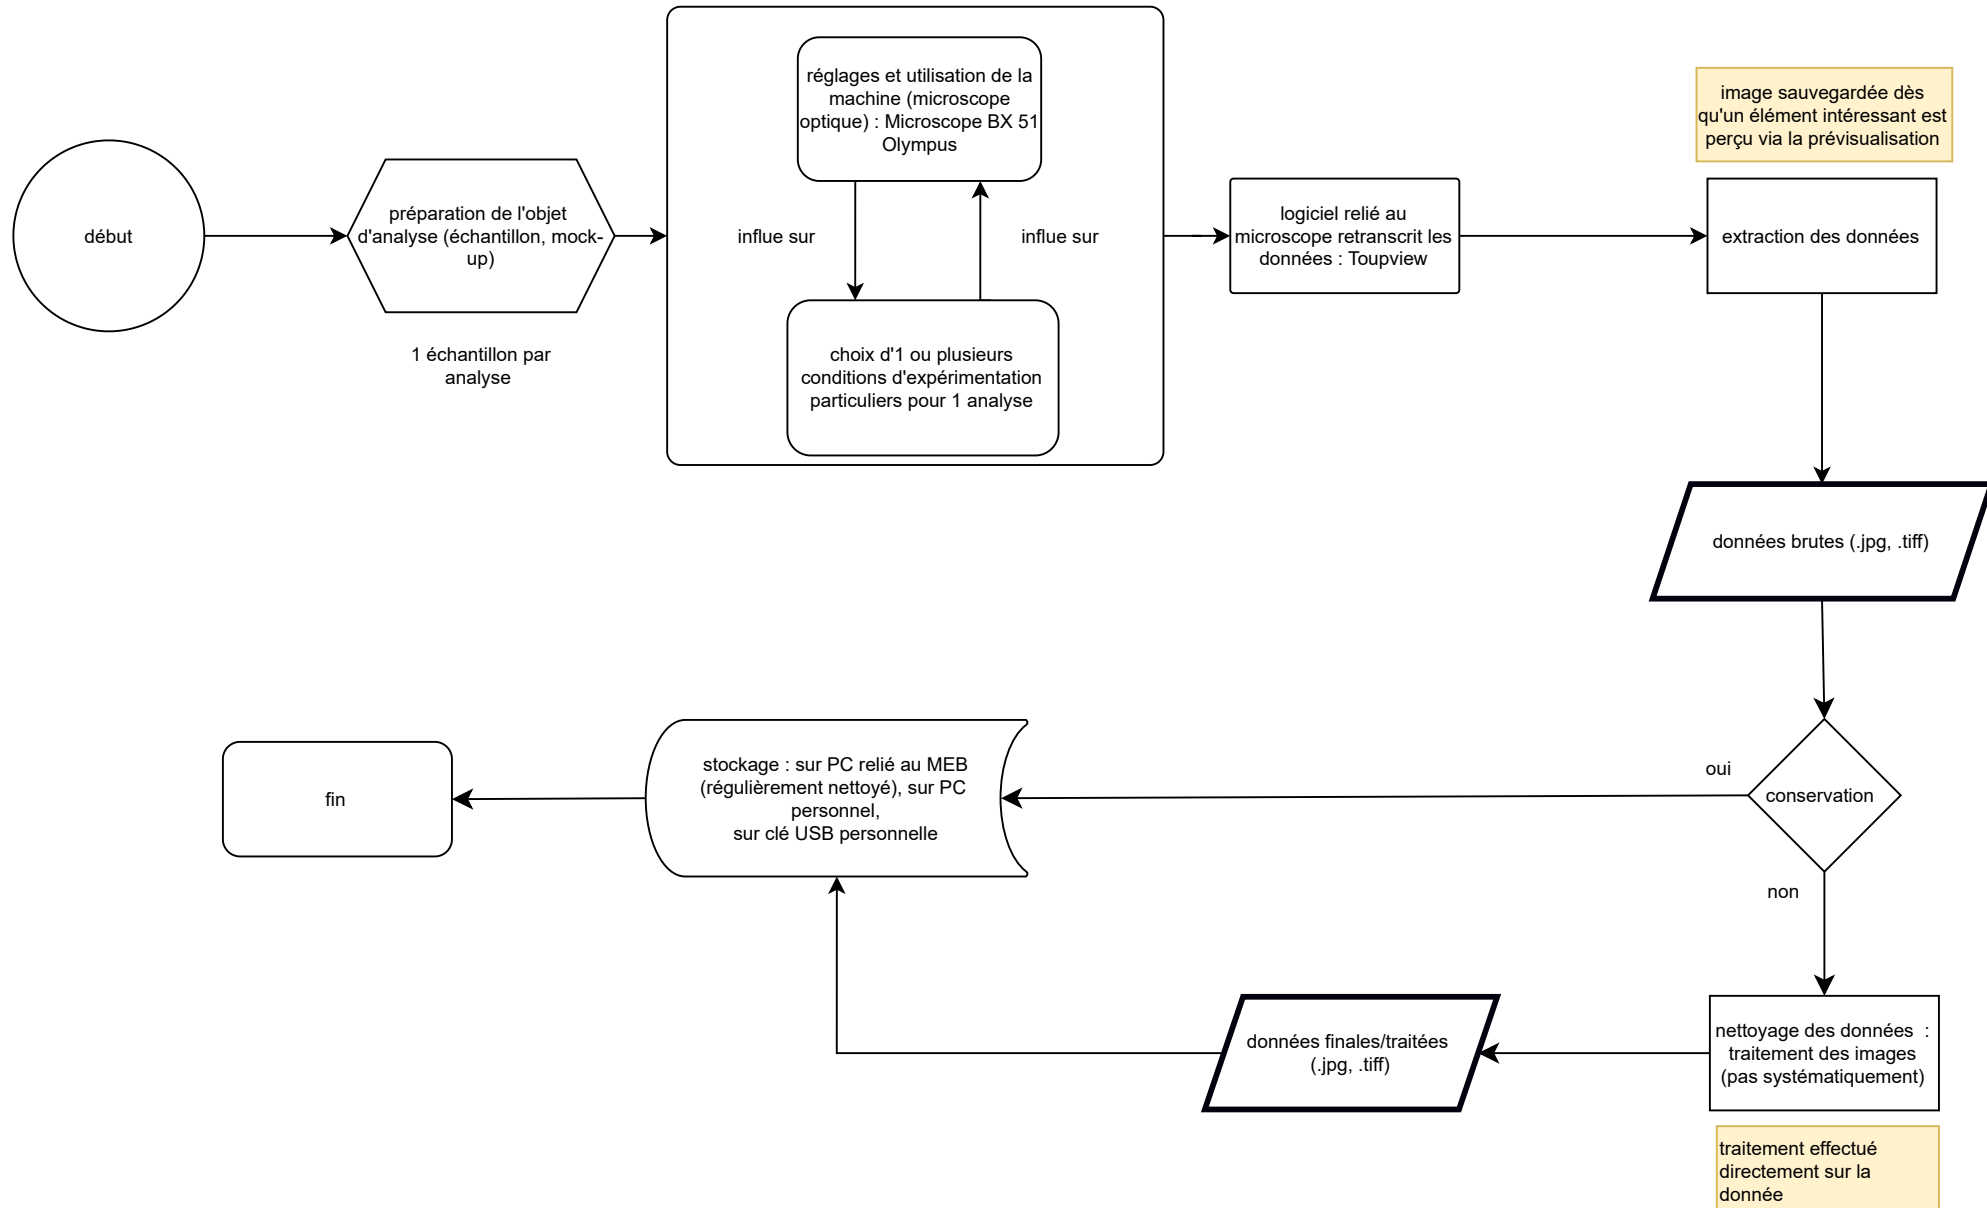 début
préparation de l'objet
d'analyse (échantillon, mock-
up)
1 échantillon par
analyse
réglages et utilisation de la
machine (microscope
optique) : Microscope BX 51
Olympus
influe sur
influe sur
choix d'1 ou plusieurs
conditions d'expérimentation
particuliers pour 1 analyse
logiciel relié au
microscope retranscrit les
données : Toupview
image sauvegardée dès
qu'un élément intéressant est
perçu via la prévisualisation
extraction des données
données brutes (.jpg, .tiff)
conservation
oui
non
stockage : sur PC relié au MEB
(régulièrement nettoyé), sur PC
personnel,
sur clé USB personnelle
fin
nettoyage des données :
traitement des images
(pas systématiquement)
données finales/traitées
(.jpg, .tiff)
traitement effectué
directement sur la
donnée